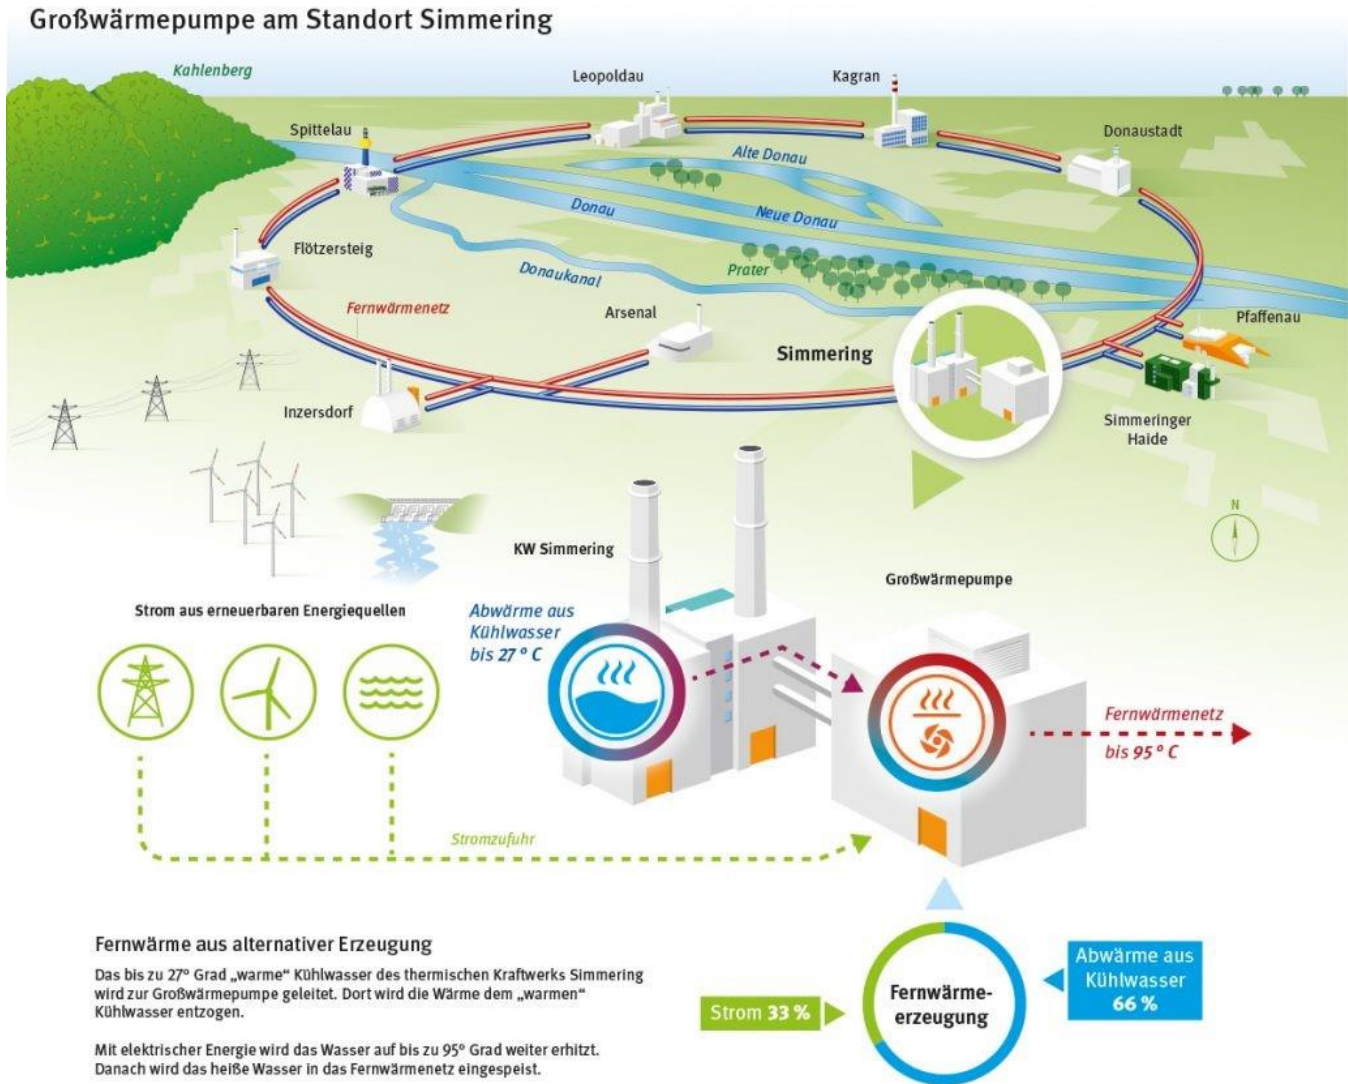 Großwärmepumpe am Standort Simmering
Kahlenberg
Leopoldau
Kagran
Spittelau
Donaustadt
Alte Donau
Donau
Neue Donau
Flötzersteig
Donaukanal
Prater
Fernwärmenetz
Arsenal
Pfaffenau
Simmering
Inzersdorf
Simmeringer
Haide
N
KW Simmering
Großwärmepumpe
Strom aus erneuerbaren Energiequellen
Abwärme aus
Kühlwasser
bis 27 ° C
Fernwärmenetz
bis 95 ° C
Stromzufuhr
Fernwärme aus alternativer Erzeugung
Das bis zu 27° Grad „warme“ Kühlwasser des thermischen Kraftwerks Simmering
wird zur Großwärmepumpe geleitet. Dort wird die Wärme dem „warmen“
Kühlwasser entzogen.
Mit elektrischer Energie wird das Wasser auf bis zu 95° Grad weiter erhitzt.
Danach wird das heiße Wasser in das Fernwärmenetz eingespeist.
Strom 33 %
Fernwärme-
erzeugung
Abwärme aus
Kühlwasser
66 %